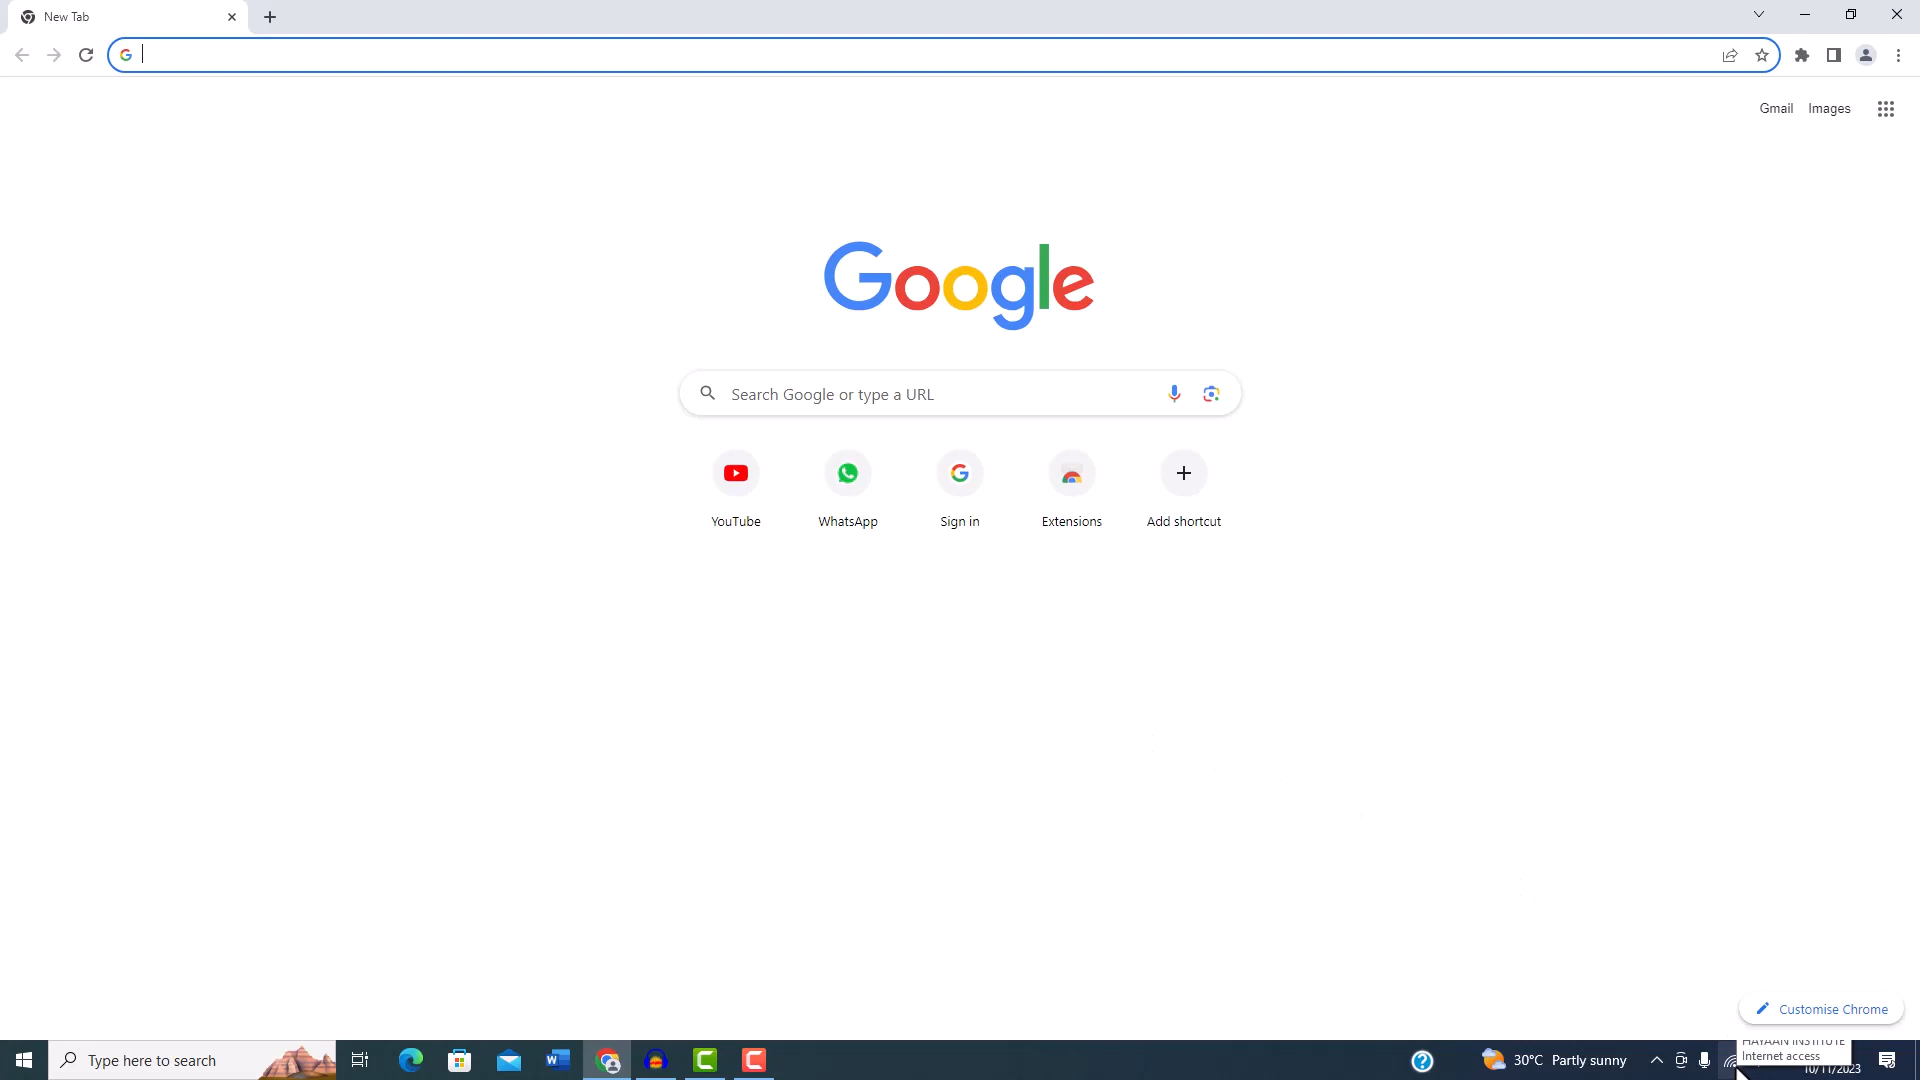 New Tab
Gmail Images
Google
Search Google or type a URL
YouTube
WhatsApp
Sign in
Extensions
Add shortcut
Customise Chrome
Type here to search
30°C Partly sunny
HAYAAN INSTITUTE
Internet access
10/11/2023